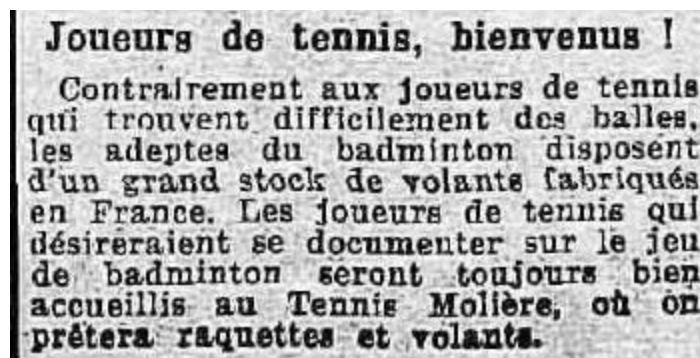 Joueurs de tennis, bienvenus !
Contrairement aux joueurs de tennis
qui trouvent difficilement des balles,
les adeptes du badminton disposent
d'un grand stock de volants fabriqués
en France. Les joueurs de tennis qui
désireraient se documenter sur le jeu
de badminton seront toujours bien
accueillis au Tennis Molière, où on
prêtera raquettes et volants.